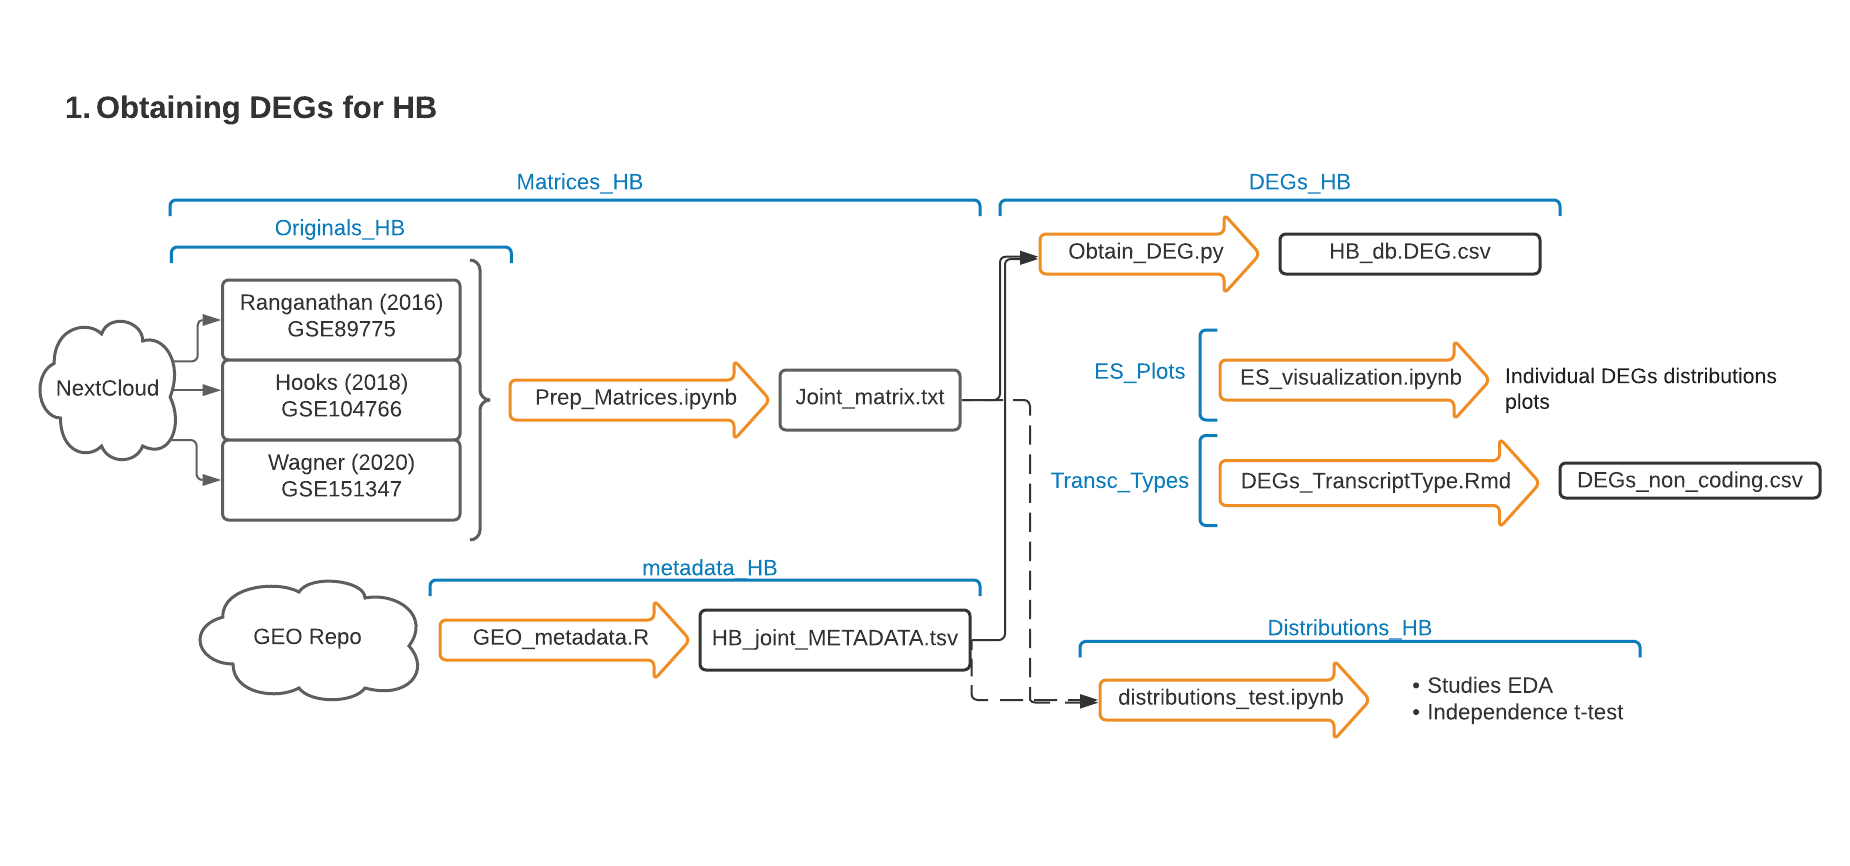 1. Obtaining DEGs for HB
Matrices_HB
DEGs_HB
Originals_HB
Obtain_DEG.py
HB_db.DEG.csv
Ranganathan (2016)
GSE89775
NextCloud
Hooks (2018)
GSE104766
Wagner (2020)
GSE151347
Prep_Matrices.ipynb
Joint_matrix.txt
ES_Plots
ES_visualization.ipynb
Individual DEGs distributions
plots
Transc_Types
DEGs_TranscriptType.Rmd
DEGs_non_coding.csv
metadata_HB
GEO Repo
GEO_metadata.R
HB_joint_METADATA.tsv
Distributions_HB
distributions_test.ipynb
• Studies EDA
• Independence t-test